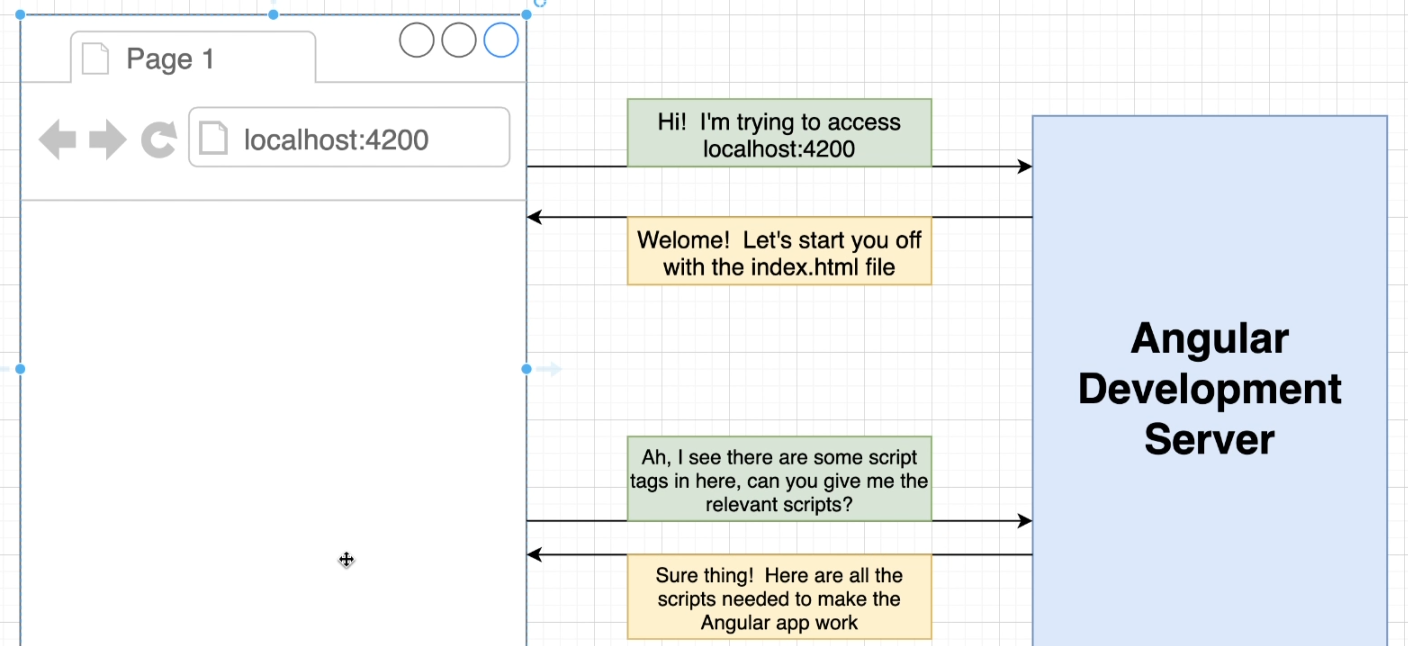 Page 1
localhost:4200
Hi! I'm trying to access
localhost:4200
Welome! Let's start you off
with the index.html file
Angular
Development
Server
Ah, I see there are some script
tags in here, can you give me the
relevant scripts?
Sure thing! Here are all the
scripts needed to make the
Angular app work